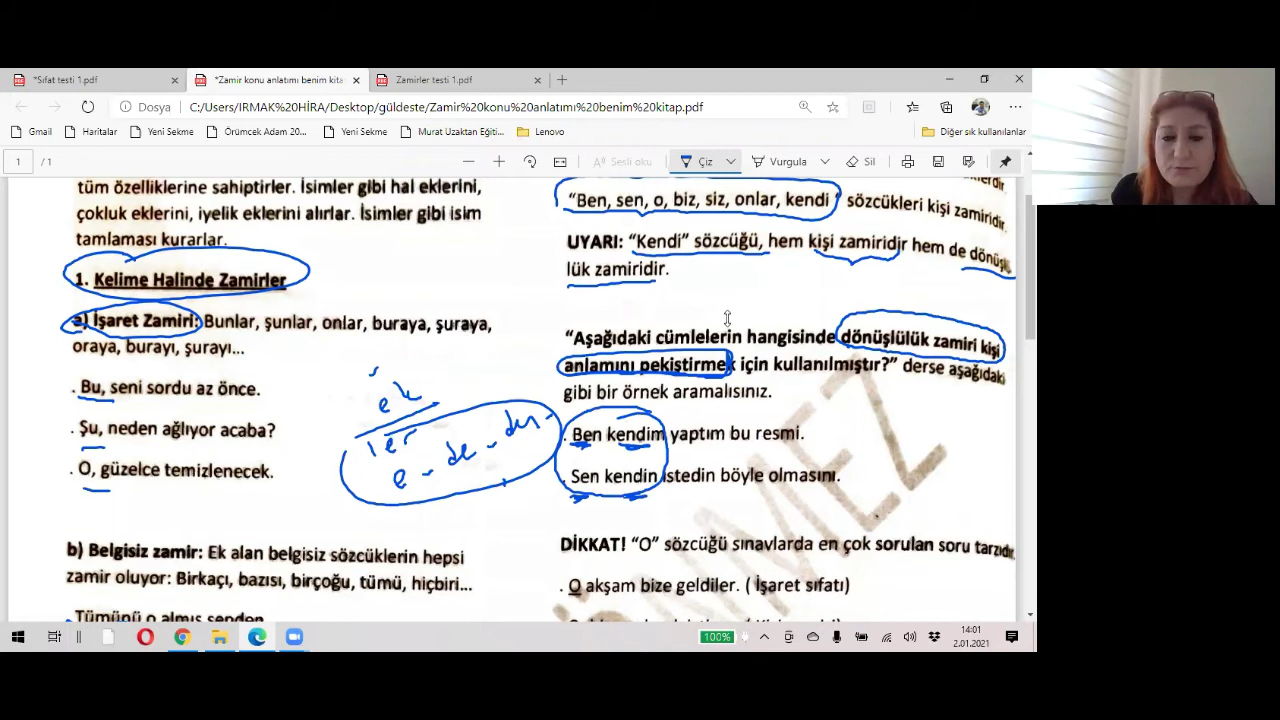 *Sıfat testi 1.pdf
*Zamir konu anlatımı benim kita
Zamirler testi 1.pdf
Dosya
C:/Users/IRMAK%20HİRA/Desktop/güldeste/Zamir%20konu%20anlatımı%20benim%20kitap.pdf
Gmail
Haritalar
Yeni Sekme
Örümcek Adam 20...
Yeni Sekme
Murat Uzaktan Eğiti...
Lenovo
Diğer sık kullanılanlar
1 /1
Sesli oku
Çiz
Vurgula
Sil
tüm özelliklerine sahiptirler. İsimler gibi hal eklerini,
çokluk eklerini, iyelik eklerini alırlar. İsimler gibi isim
tamlaması kurarlar.
1. Kelime Halinde Zamirler
a) İşaret Zamiri: Bunlar, şunlar, onlar, buraya, şuraya,
oraya, burayı, şurayı...
. Bu, seni sordu az önce.
. Şu, neden ağlıyor acaba?
. O, güzelce temizlenecek.
ek
ler
e - de - den -
b) Belgisiz zamir: Ek alan belgisiz sözcüklerin hepsi
zamir oluyor: Birkaçı, bazısı, birçoğu, tümü, hiçbiri...
Tümünü o almış senden
"Ben, sen, o, biz, siz, onlar, kendi" sözcükleri kişi zamiridir.
UYARI: "Kendi" sözcüğü, hem kişi zamiridir hem de dönüşlü
lük zamiridir.
"Aşağıdaki cümlelerin hangisinde dönüşlülük zamiri kişi
anlamını pekiştirmek için kullanılmıştır?" derse aşağıdaki
gibi bir örnek aramalısınız.
. Ben kendim yaptım bu resmi.
. Sen kendin istedin böyle olmasını.
DİKKAT! "O" sözcüğü sınavlarda en çok sorulan soru tarzıdır.
. O akşam bize geldiler. ( İşaret sıfatı)
100%
14:01
2.01.2021